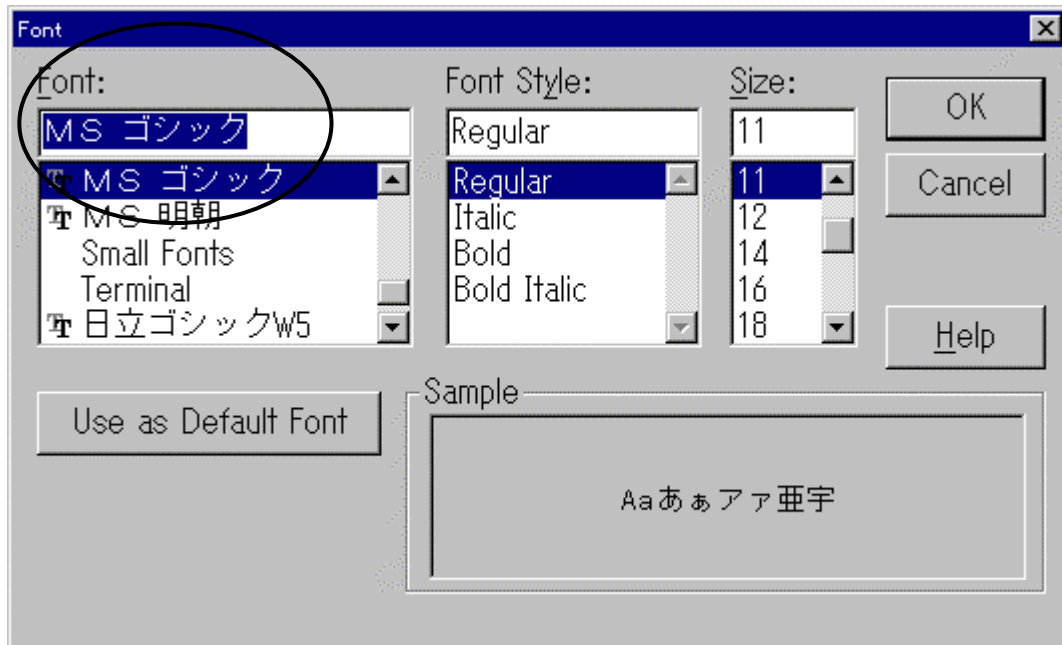 Font
Font:
ＭＳ ゴシック
ＭＳ ゴシック
ＭＳ 明朝
Small Fonts
Terminal
日立ゴシックW5
Font Style:
Regular
Regular
Italic
Bold
Bold Italic
Size:
11
11
12
14
16
18
OK
Cancel
Help
Use as Default Font
Sample
Aaあぁアァ亜宇